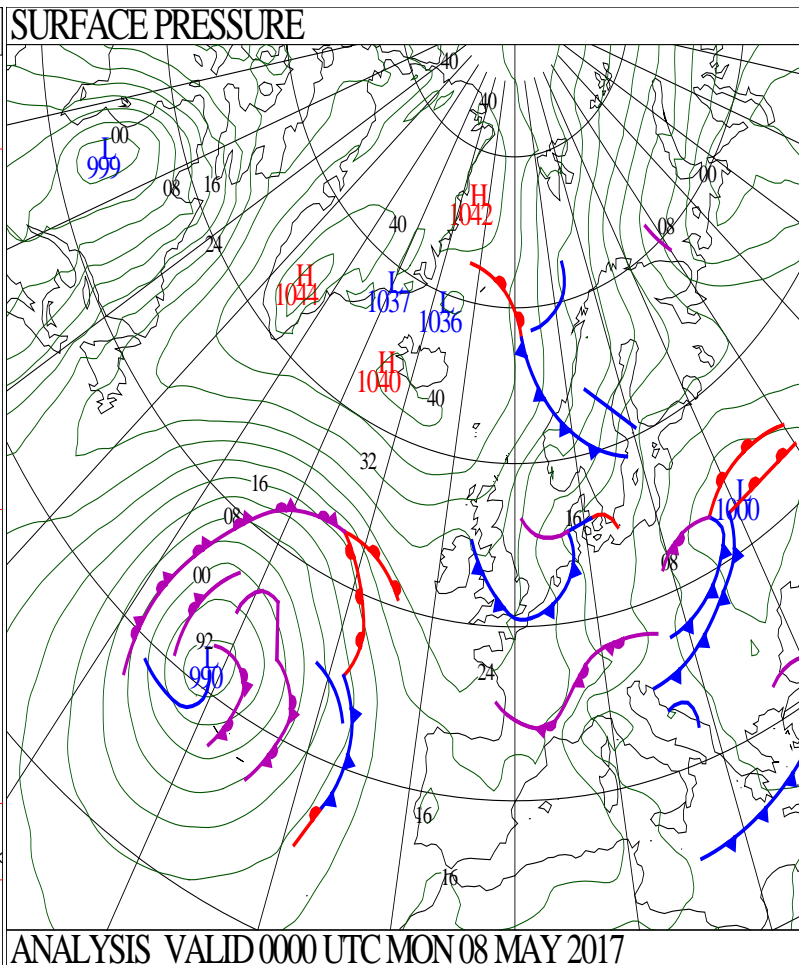 SURFACE PRESSURE
40
40
00
L
999
00
08
16
H
1042
40
08
24
H
1044
L
1037
L
1036
H
1040
40
32
16
L
1000
08
16
00
08
92
L
990
24
16
16
ANALYSIS VALID 0000 UTC MON 08 MAY 2017